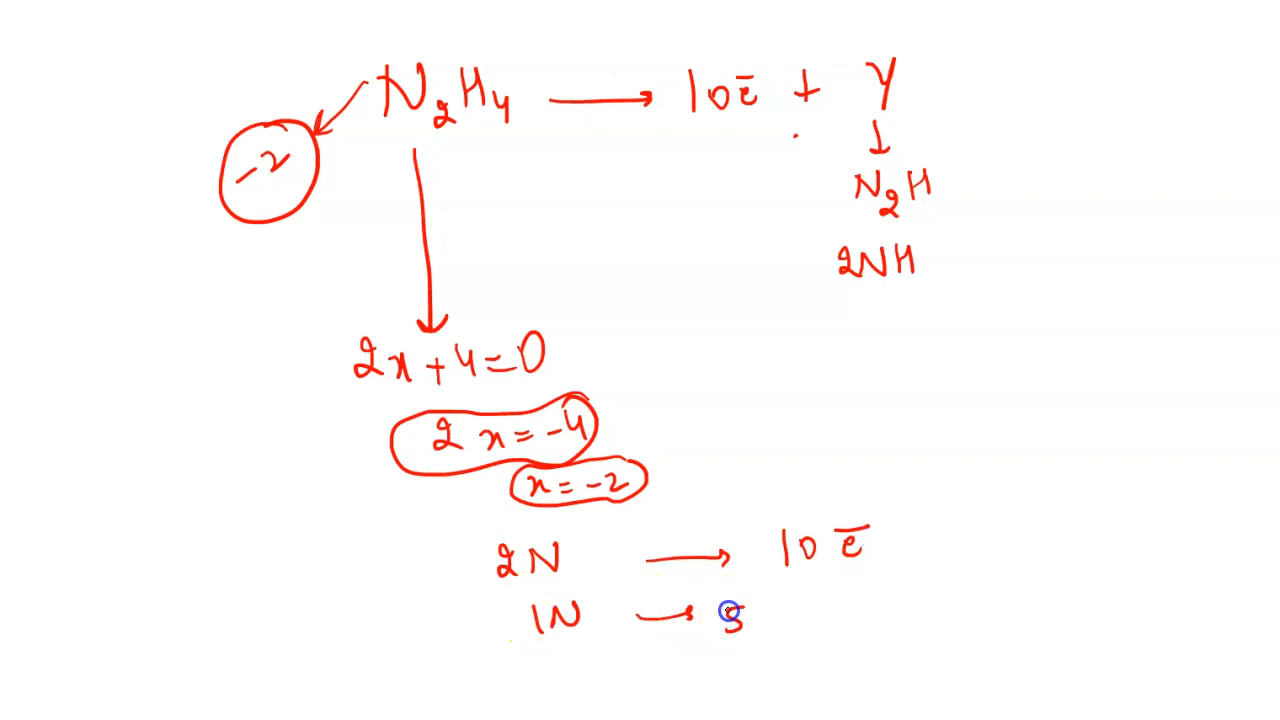 N₂H₄ → 10e̅ + Y
-2
↓
N₂H
2NH
2x+4=0
2x=-4
x=-2
2N → 10e̅
1N → 5